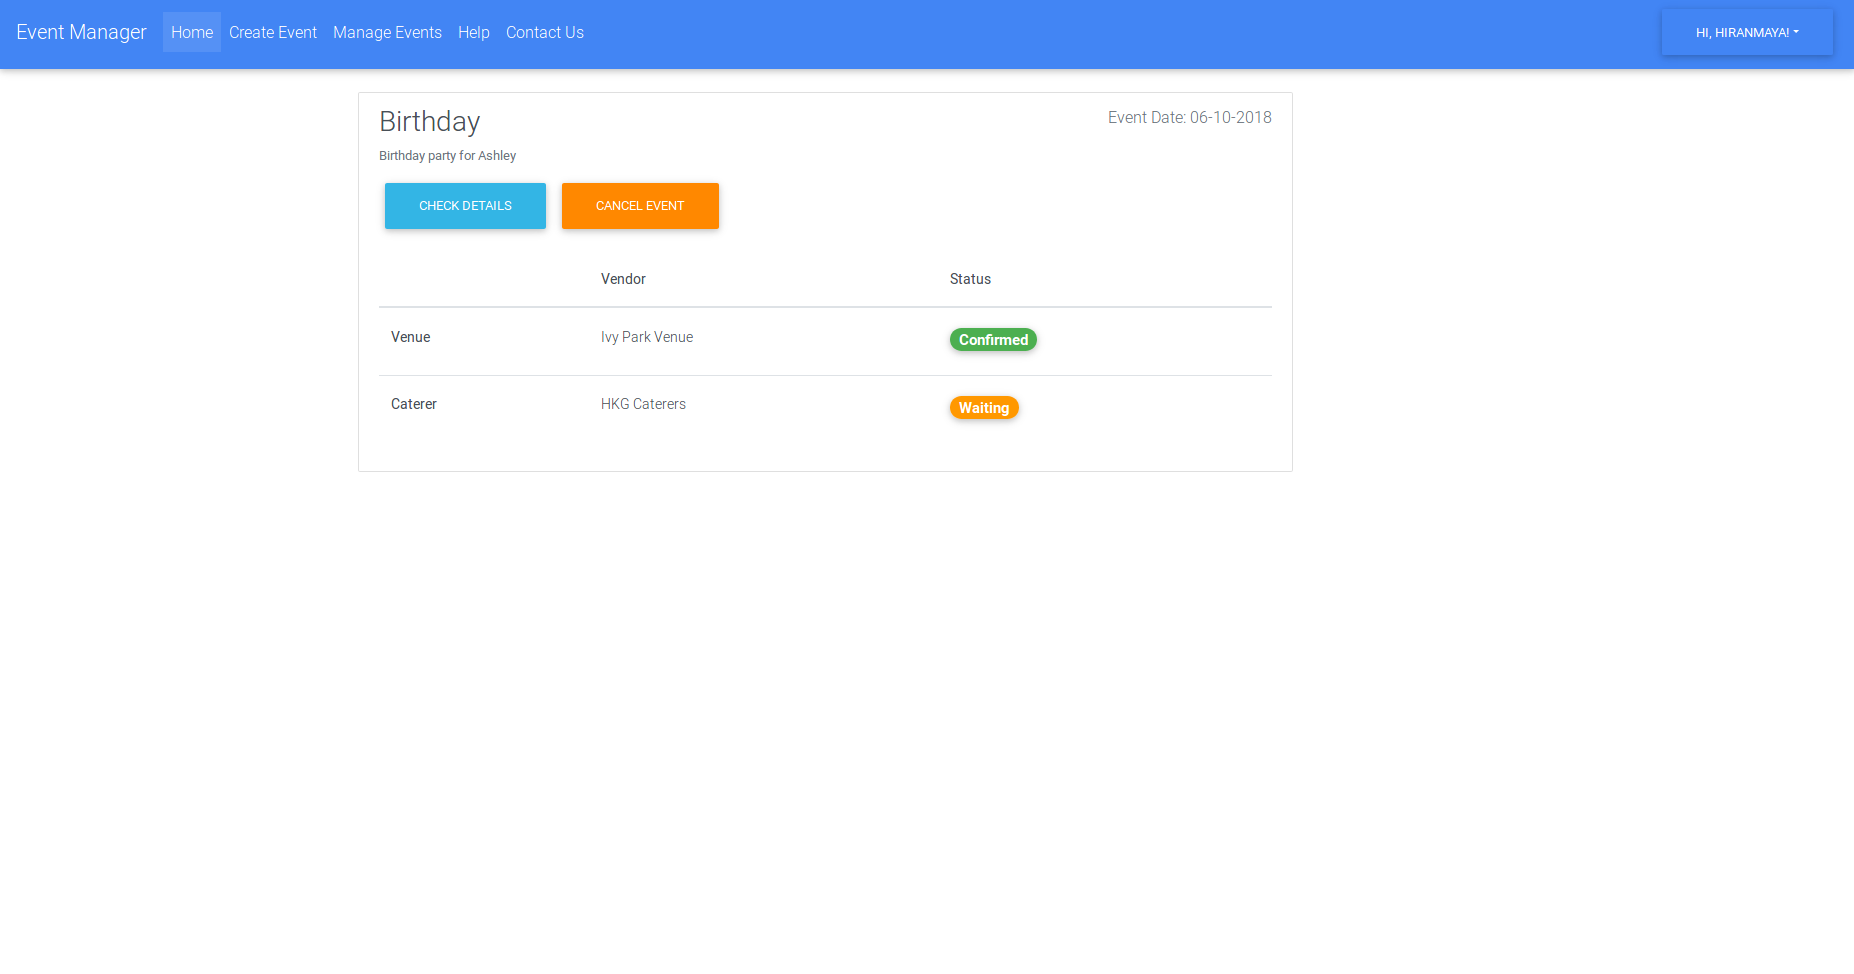 Event Manager Home Create Event Manage Events Help Contact Us HI, HIRANMAYA!
Birthday Event Date: 06-10-2018
Birthday party for Ashley
CHECK DETAILS CANCEL EVENT
Vendor Status
Venue Ivy Park Venue Confirmed
Caterer HKG Caterers Waiting